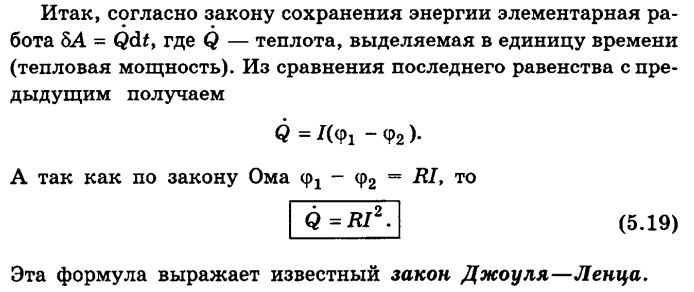 Итак, согласно закону сохранения энергии элементарная ра-
бота δA = Q̇dt, где Q̇ — теплота, выделяемая в единицу времени
(тепловая мощность). Из сравнения последнего равенства с пре-
дыдущим получаем
Q̇ = I(φ₁ − φ₂).
А так как по закону Ома φ₁ − φ₂ = RI, то
Q̇ = RI². (5.19)
Эта формула выражает известный закон Джоуля—Ленца.